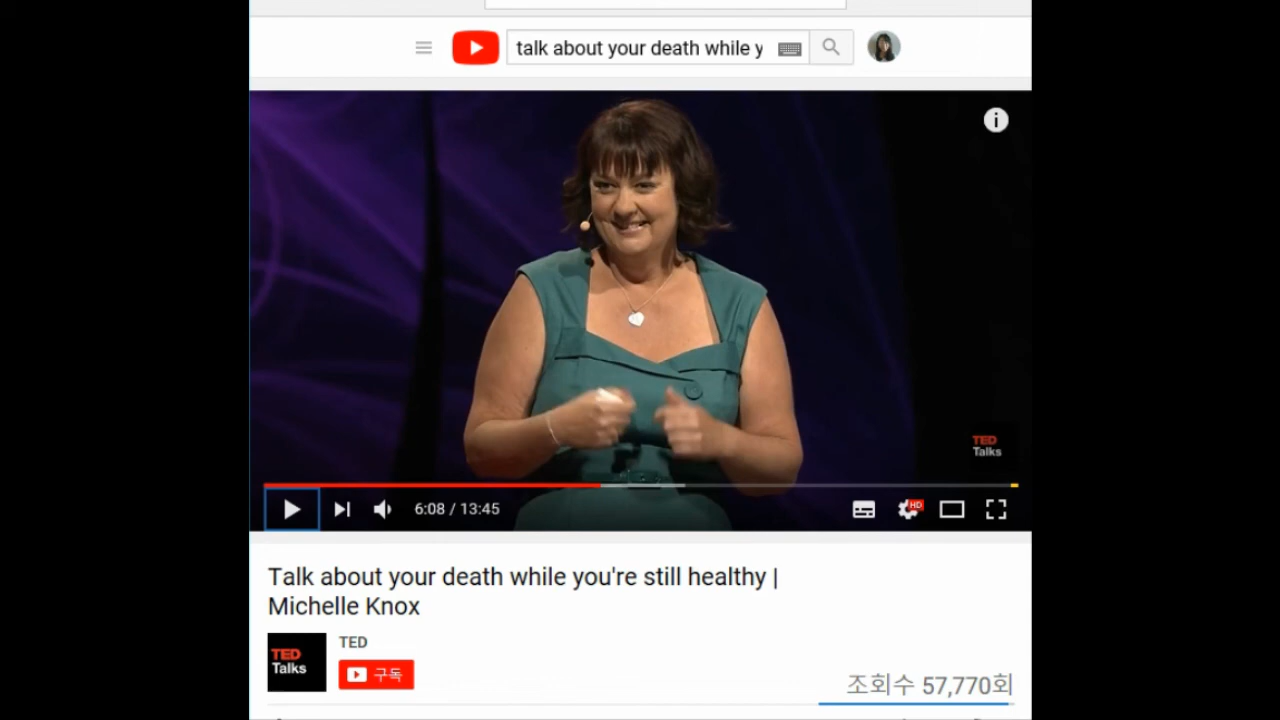 talk about your death while y
TED
Talks
6:08 / 13:45
HD
Talk about your death while you're still healthy |
Michelle Knox
TED
Talks
TED
구독
조회수 57,770회